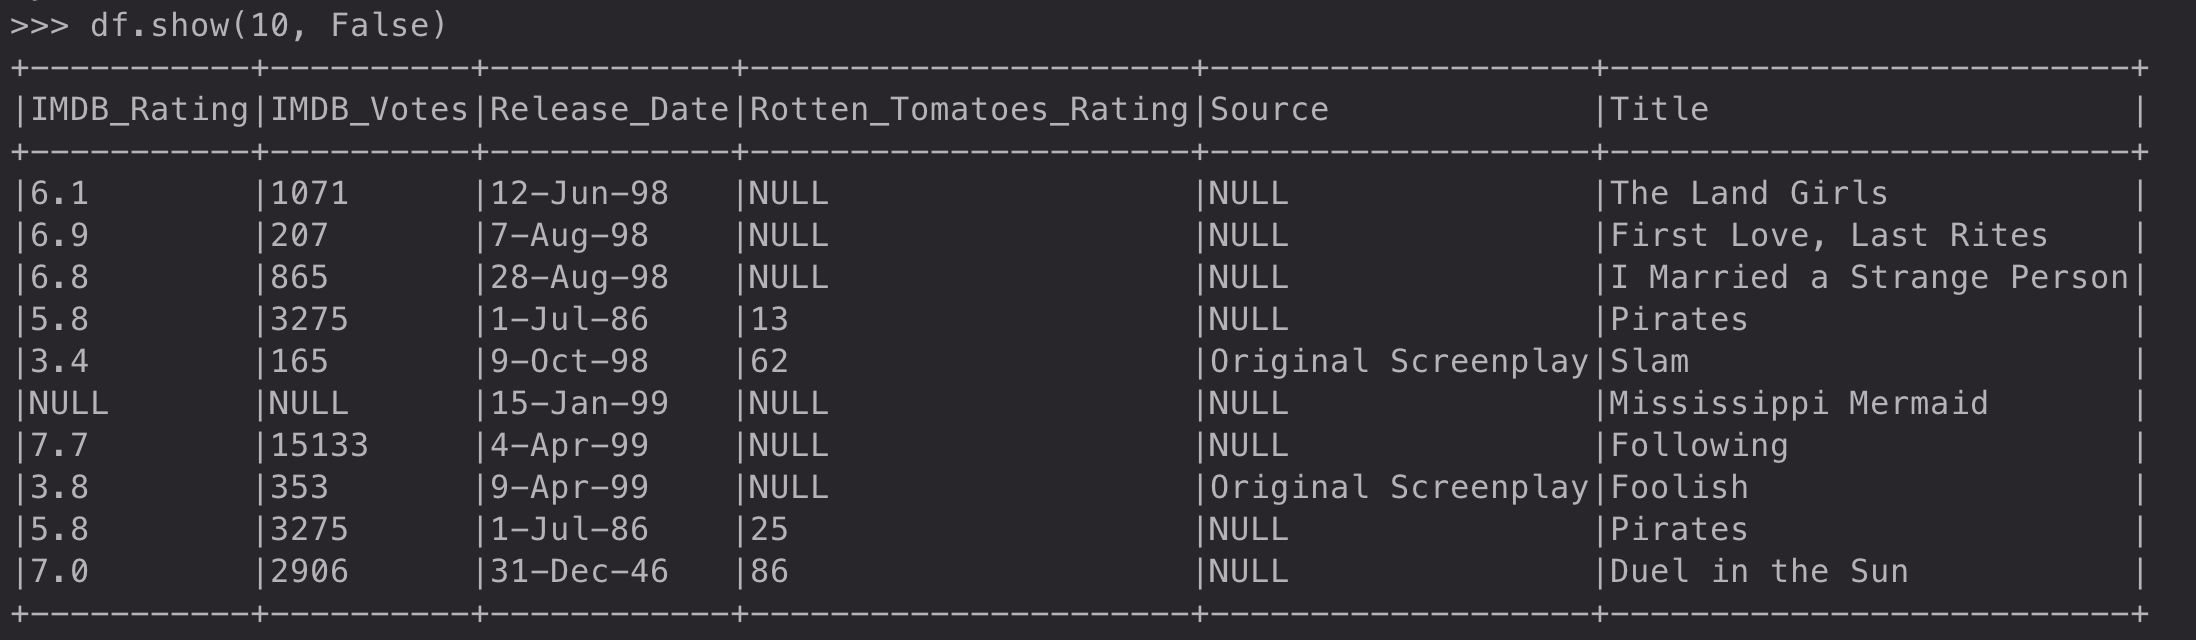 >>> df.show(10, False)
+-----------+----------+------------+----------------------+-------------------+--------------------------+
|IMDB_Rating|IMDB_Votes|Release_Date|Rotten_Tomatoes_Rating|Source             |Title                     |
+-----------+----------+------------+----------------------+-------------------+--------------------------+
|6.1        |1071      |12-Jun-98   |NULL                  |NULL               |The Land Girls            |
|6.9        |207       |7-Aug-98    |NULL                  |NULL               |First Love, Last Rites    |
|6.8        |865       |28-Aug-98   |NULL                  |NULL               |I Married a Strange Person|
|5.8        |3275      |1-Jul-86    |13                    |NULL               |Pirates                   |
|3.4        |165       |9-Oct-98    |62                    |Original Screenplay|Slam                      |
|NULL       |NULL      |15-Jan-99   |NULL                  |NULL               |Mississippi Mermaid       |
|7.7        |15133     |4-Apr-99    |NULL                  |NULL               |Following                 |
|3.8        |353       |9-Apr-99    |NULL                  |Original Screenplay|Foolish                   |
|5.8        |3275      |1-Jul-86    |25                    |NULL               |Pirates                   |
|7.0        |2906      |31-Dec-46   |86                    |NULL               |Duel in the Sun           |
+-----------+----------+------------+----------------------+-------------------+--------------------------+